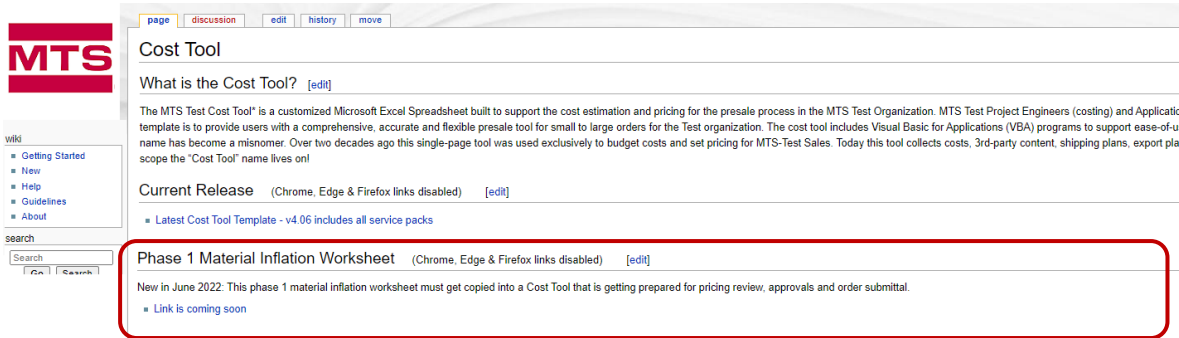 page discussion edit history move
MTS
Cost Tool
What is the Cost Tool? [edit]
The MTS Test Cost Tool* is a customized Microsoft Excel Spreadsheet built to support the cost estimation and pricing for the presale process in the MTS Test Organization. MTS Test Project Engineers (costing) and
template is to provide users with a comprehensive, accurate and flexible presale tool for small to large orders for the Test organization. The cost tool includes Visual Basic for Applications (VBA) programs to support
name has become a misnomer. Over two decades ago this single-page tool was used exclusively to budget costs and set pricing for MTS-Test Sales. Today this tool collects costs, 3rd-party content, shipping plans, export
scope the “Cost Tool” name lives on!
wiki
Getting Started
New
Help
Guidelines
About
search
Search
Go Search
Current Release (Chrome, Edge & Firefox links disabled) [edit]
Latest Cost Tool Template - v4.06 includes all service packs
Phase 1 Material Inflation Worksheet (Chrome, Edge & Firefox links disabled) [edit]
New in June 2022: This phase 1 material inflation worksheet must get copied into a Cost Tool that is getting prepared for pricing review, approvals and order submittal.
Link is coming soon